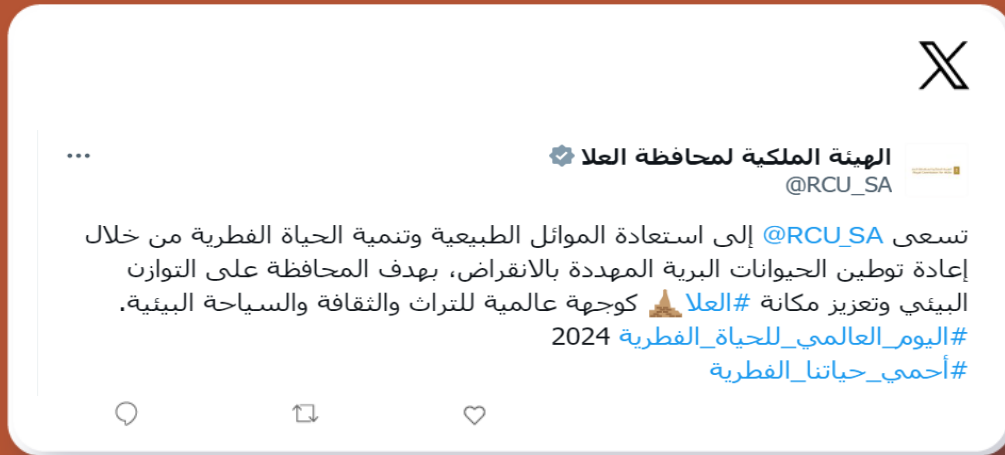 الهيئة الملكية لمحافظة العلا
@RCU_SA
تسعى @RCU_SA إلى استعادة الموائل الطبيعية وتنمية الحياة الفطرية من خلال
إعادة توطين الحيوانات البرية المهددة بالانقراض، بهدف المحافظة على التوازن
البيئي وتعزيز مكانة #العلا كوجهة عالمية للتراث والثقافة والسياحة البيئية.
#اليوم_العالمي_للحياة_الفطرية 2024
#أحمي_حياتنا_الفطرية